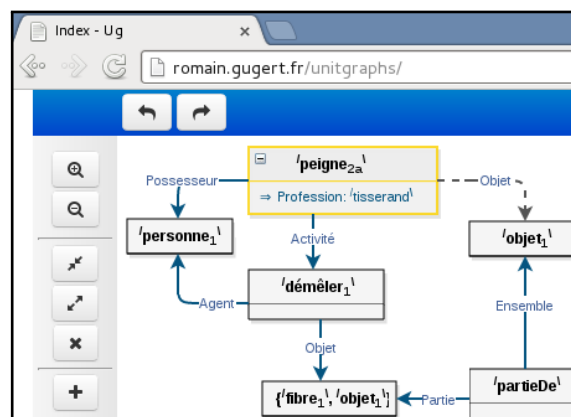 Index - Ug
romain.gugert.fr/unitgraphs/
/peigne2a\
⇒ Profession: /tisserand\
Possesseur
Objet
/personne1\
Activité
/objet1\
/démêler1\
Agent
Ensemble
Objet
{/fibre1\, /objet1\}
Partie
/partieDe